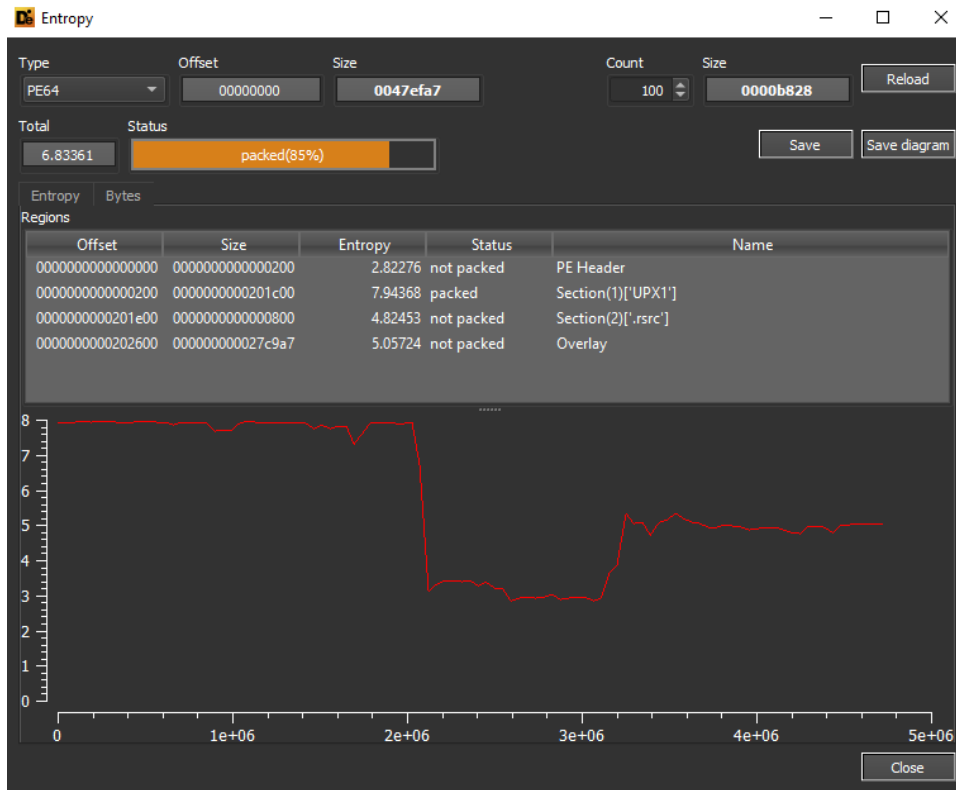 De Entropy
Type Offset Size Count Size
PE64 00000000 0047efa7 100 0000b828 Reload
Total Status
6.83361 packed(85%) Save Save diagram
Entropy Bytes
Regions
Offset Size Entropy Status Name
0000000000000000 0000000000000200 2.82276 not packed PE Header
0000000000000200 0000000000201c00 7.94368 packed Section(1)['UPX1']
0000000000201e00 0000000000000800 4.82453 not packed Section(2)['.rsrc']
0000000000202600 000000000027c9a7 5.05724 not packed Overlay
8
7
6
5
4
3
2
1
0
0 1e+06 2e+06 3e+06 4e+06 5e+06
Close